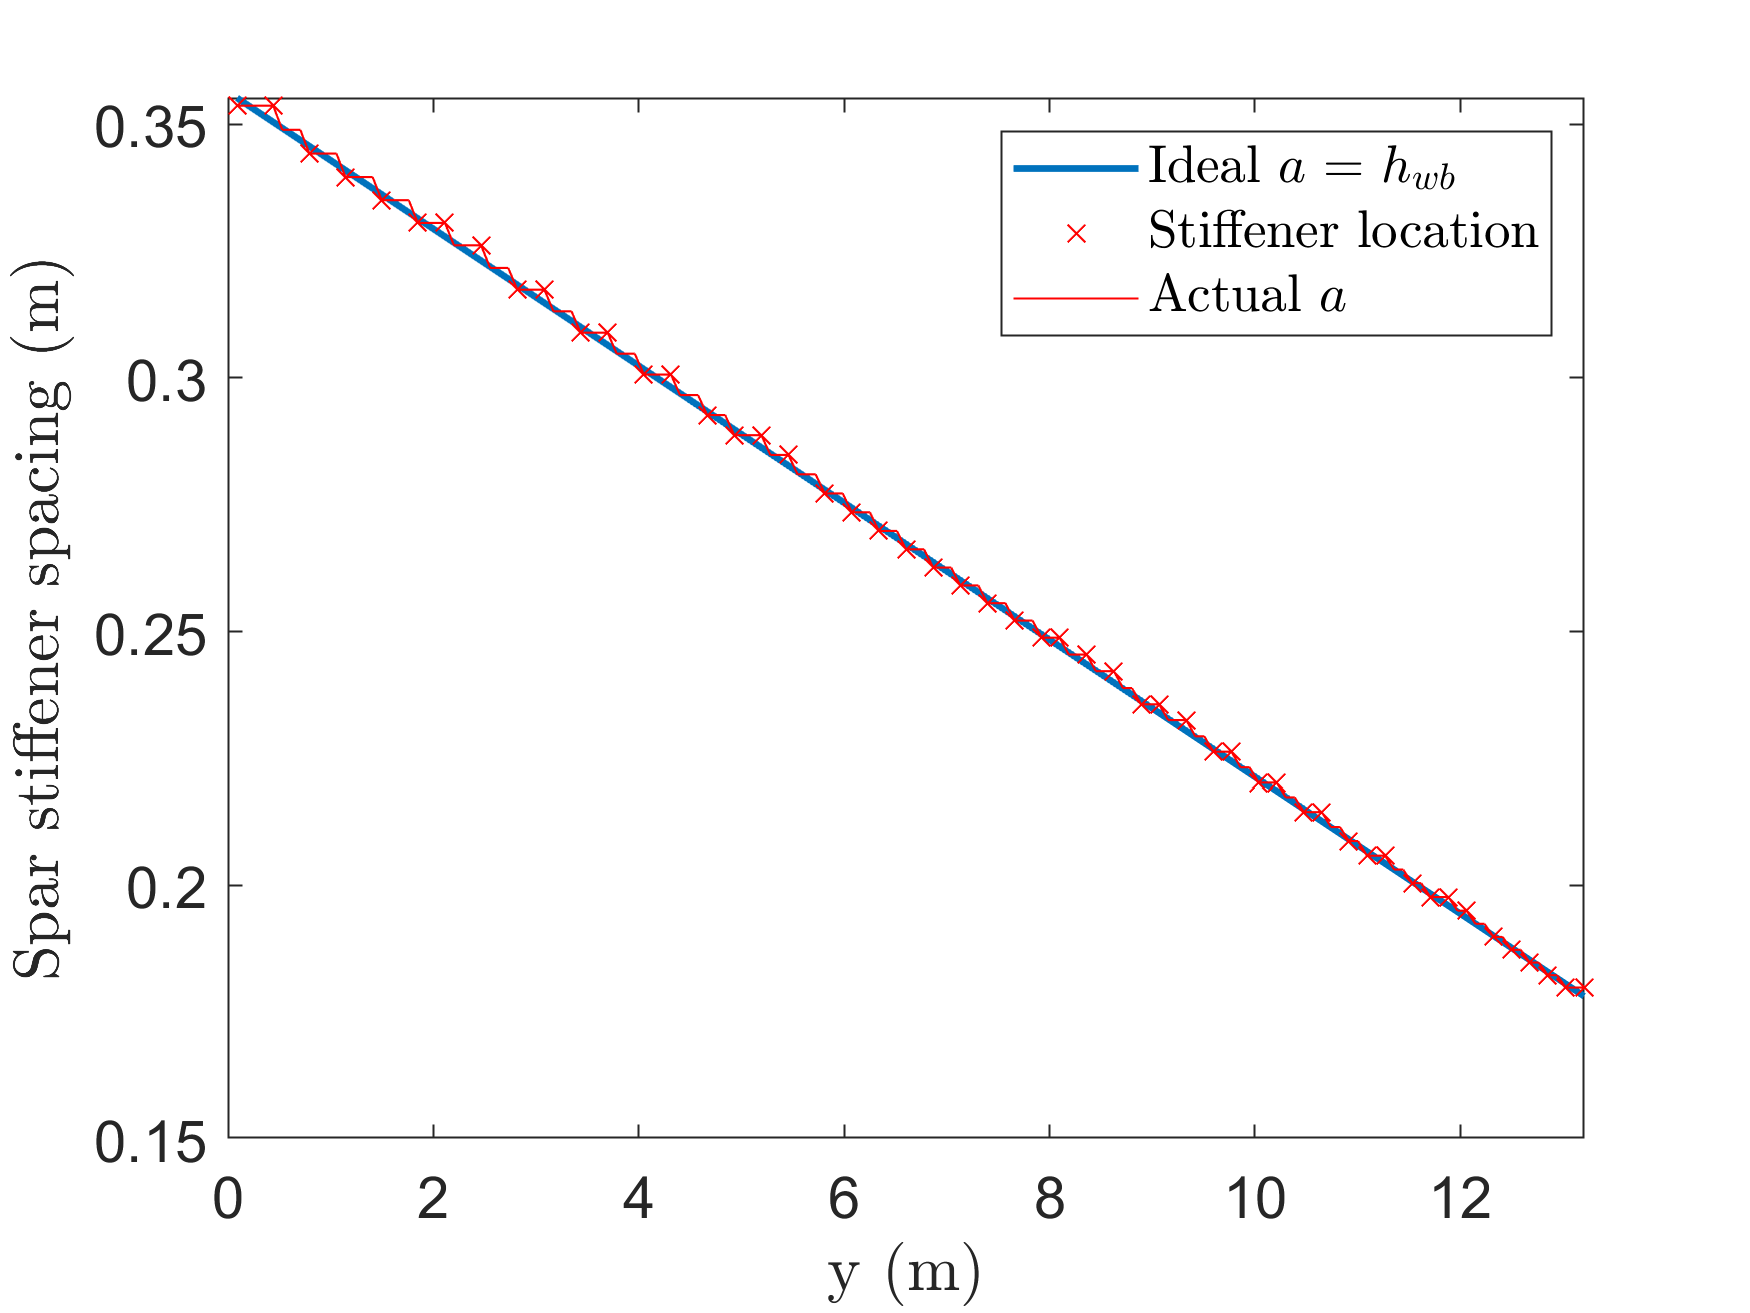 0.35
0.3
0.25
0.2
0.15
0
2
4
6
8
10
12
Spar stiffener spacing (m)
y (m)
Ideal a = h_wb
Stiffener location
Actual a